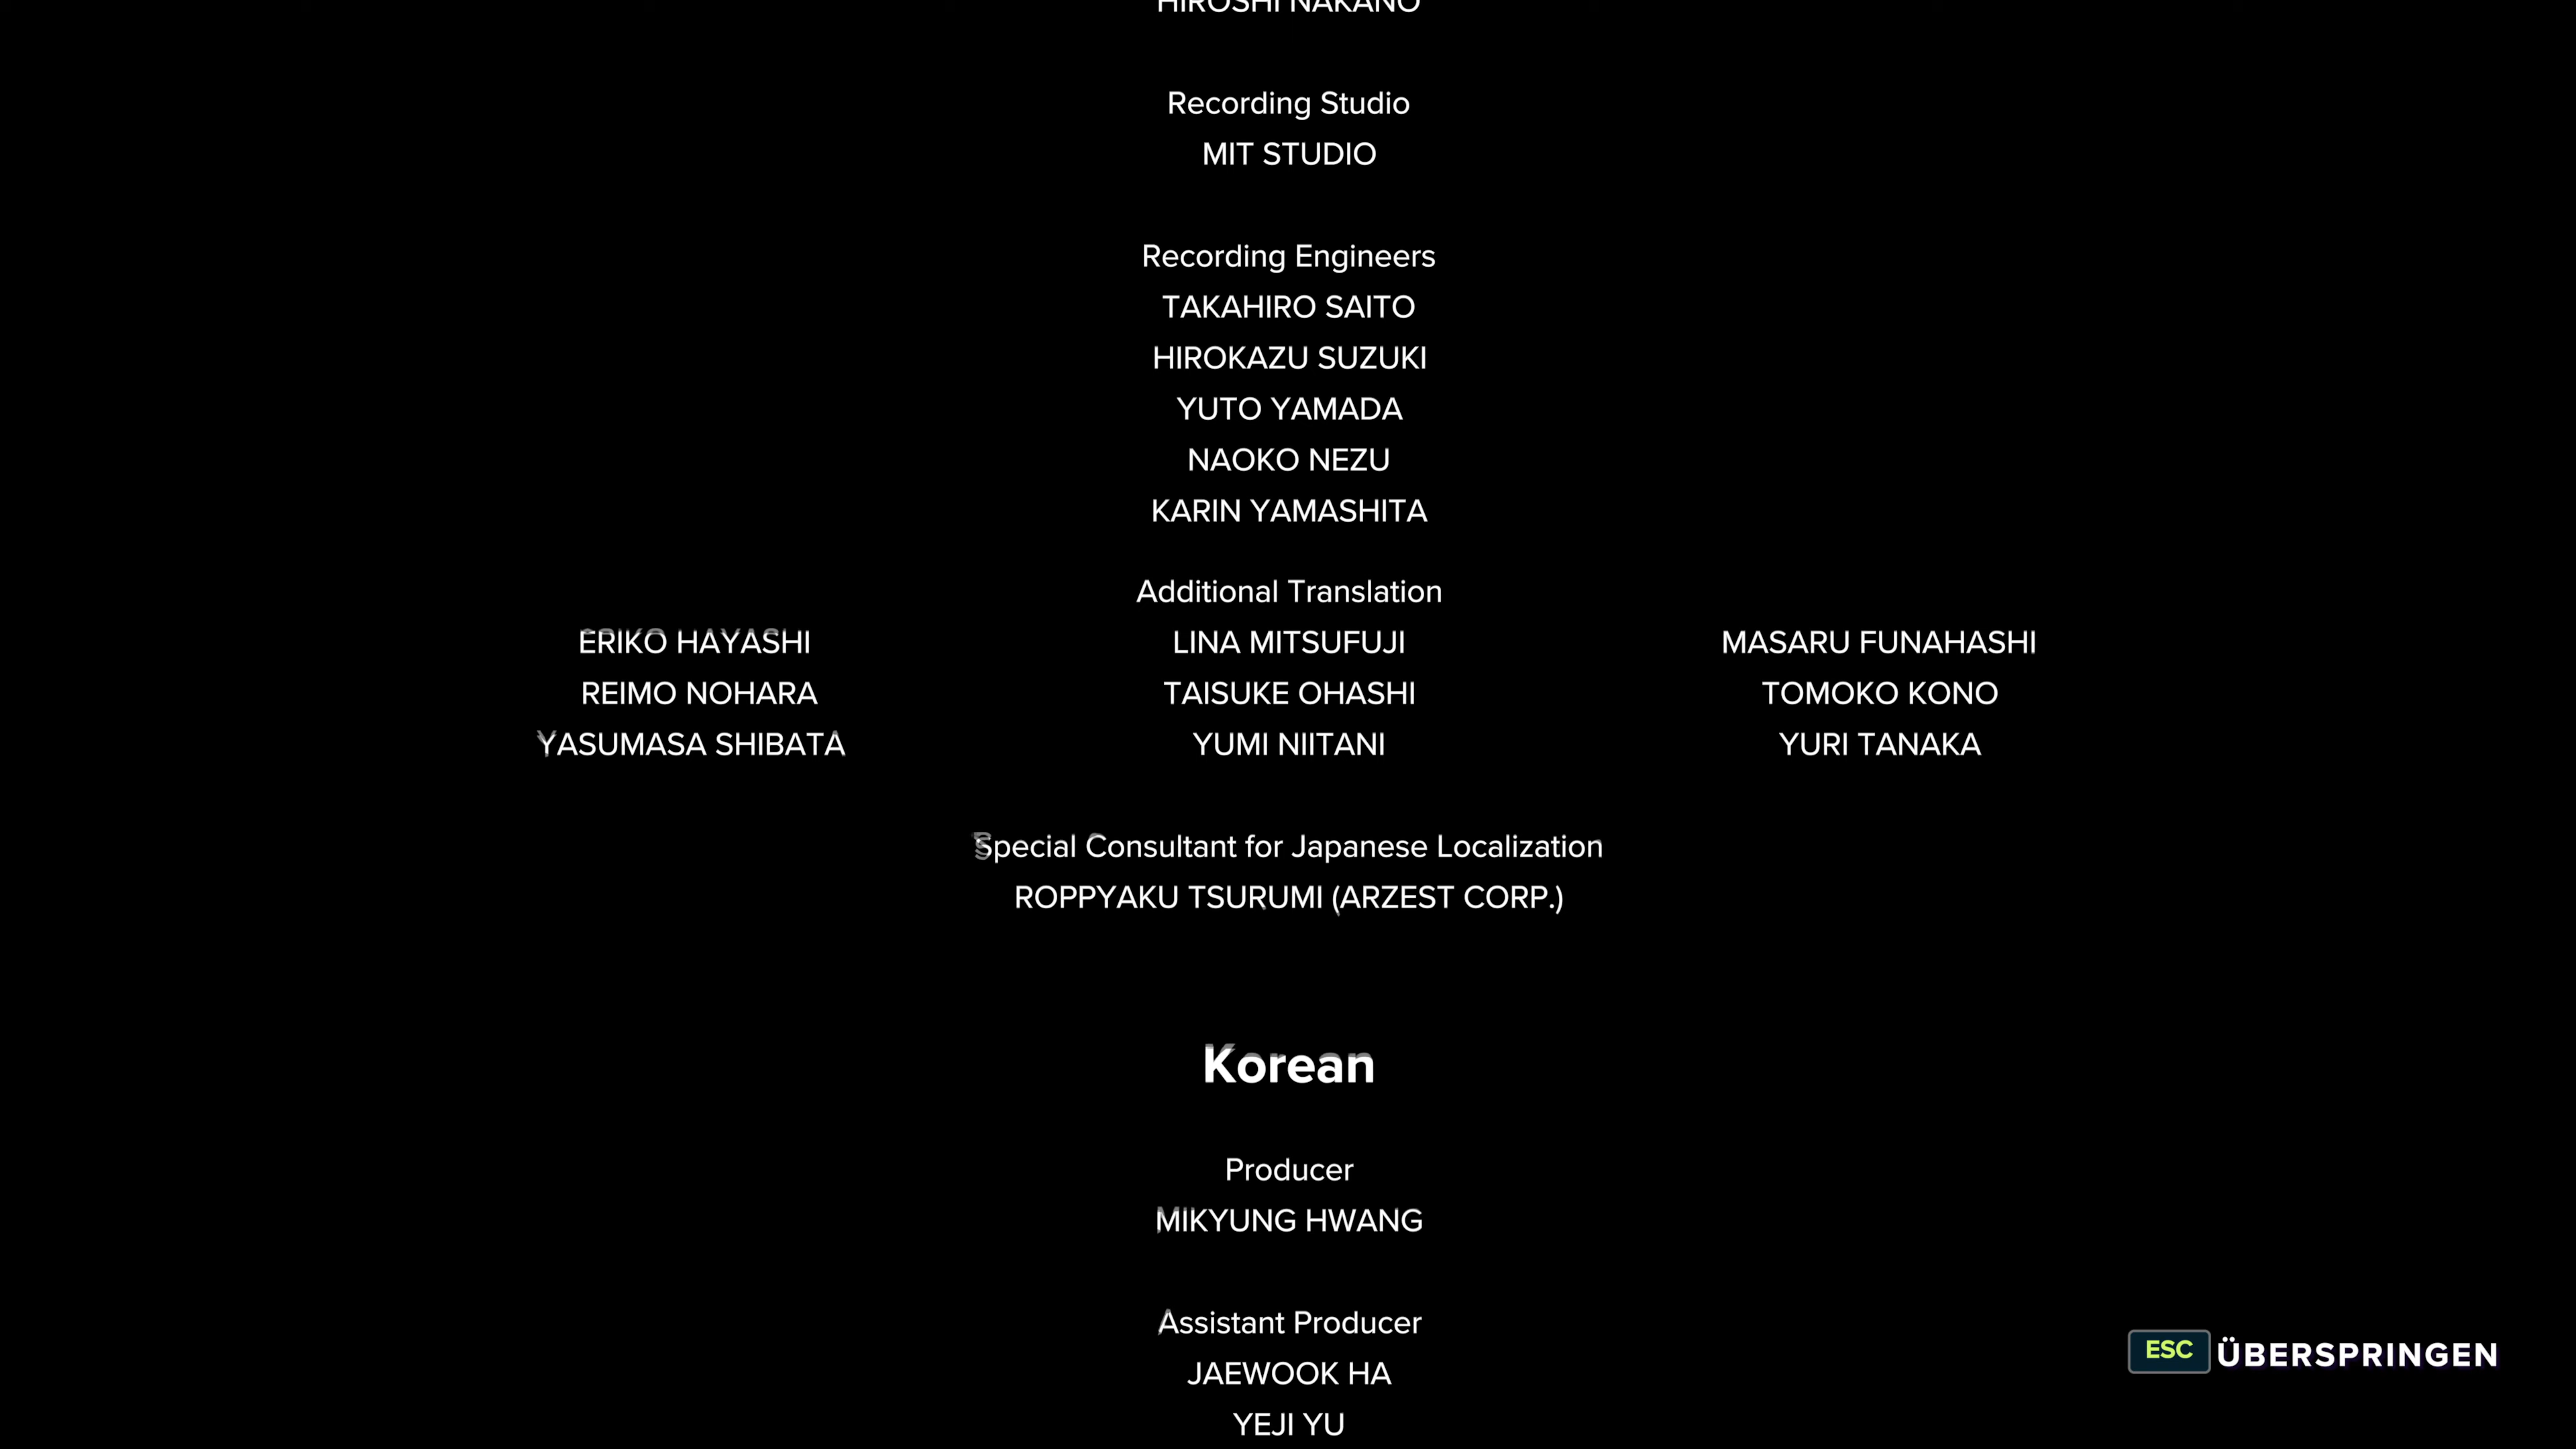 HIROSHI NAKANO
Recording Studio
MIT STUDIO
Recording Engineers
TAKAHIRO SAITO
HIROKAZU SUZUKI
YUTO YAMADA
NAOKO NEZU
KARIN YAMASHITA
Additional Translation
ERIKO HAYASHI LINA MITSUFUJI MASARU FUNAHASHI
REIMO NOHARA TAISUKE OHASHI TOMOKO KONO
YASUMASA SHIBATA YUMI NIITANI YURI TANAKA
Special Consultant for Japanese Localization
ROPPYAKU TSURUMI (ARZEST CORP.)
Korean
Producer
MIKYUNG HWANG
Assistant Producer
JAEWOOK HA
YEJI YU
ESC ÜBERSPRINGEN